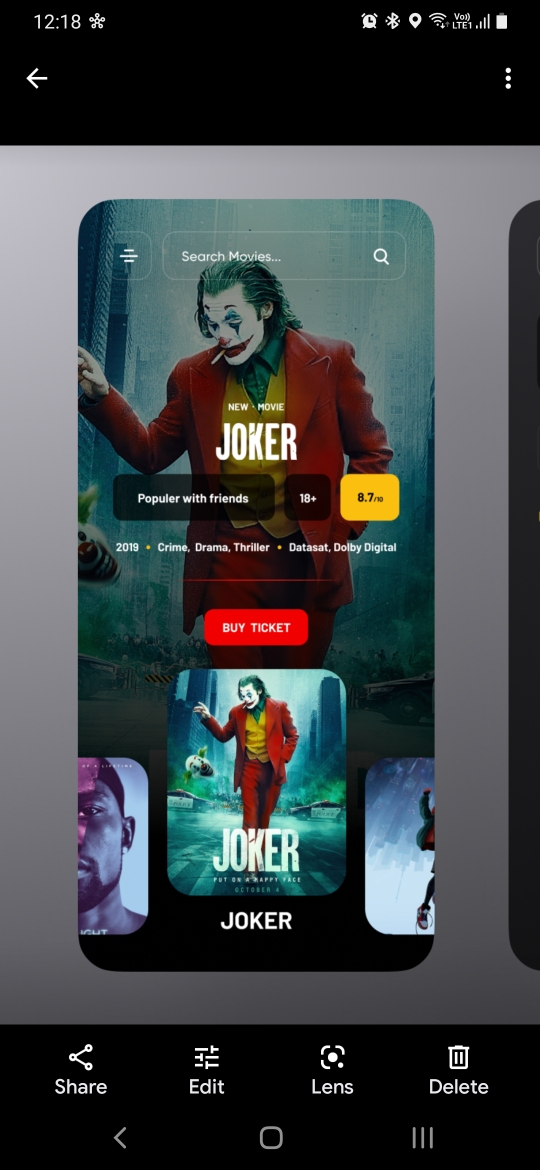 12:18
Vo))
LTE1
Search Movies...
NEW · MOVIE
JOKER
Populer with friends
18+
8.7/10
2019 • Crime, Drama, Thriller • Datasat, Dolby Digital
BUY TICKET
OF A LIFETIME
JOKER
PUT ON A HAPPY FACE
OCTOBER 4
IGHT
JOKER
Share
Edit
Lens
Delete